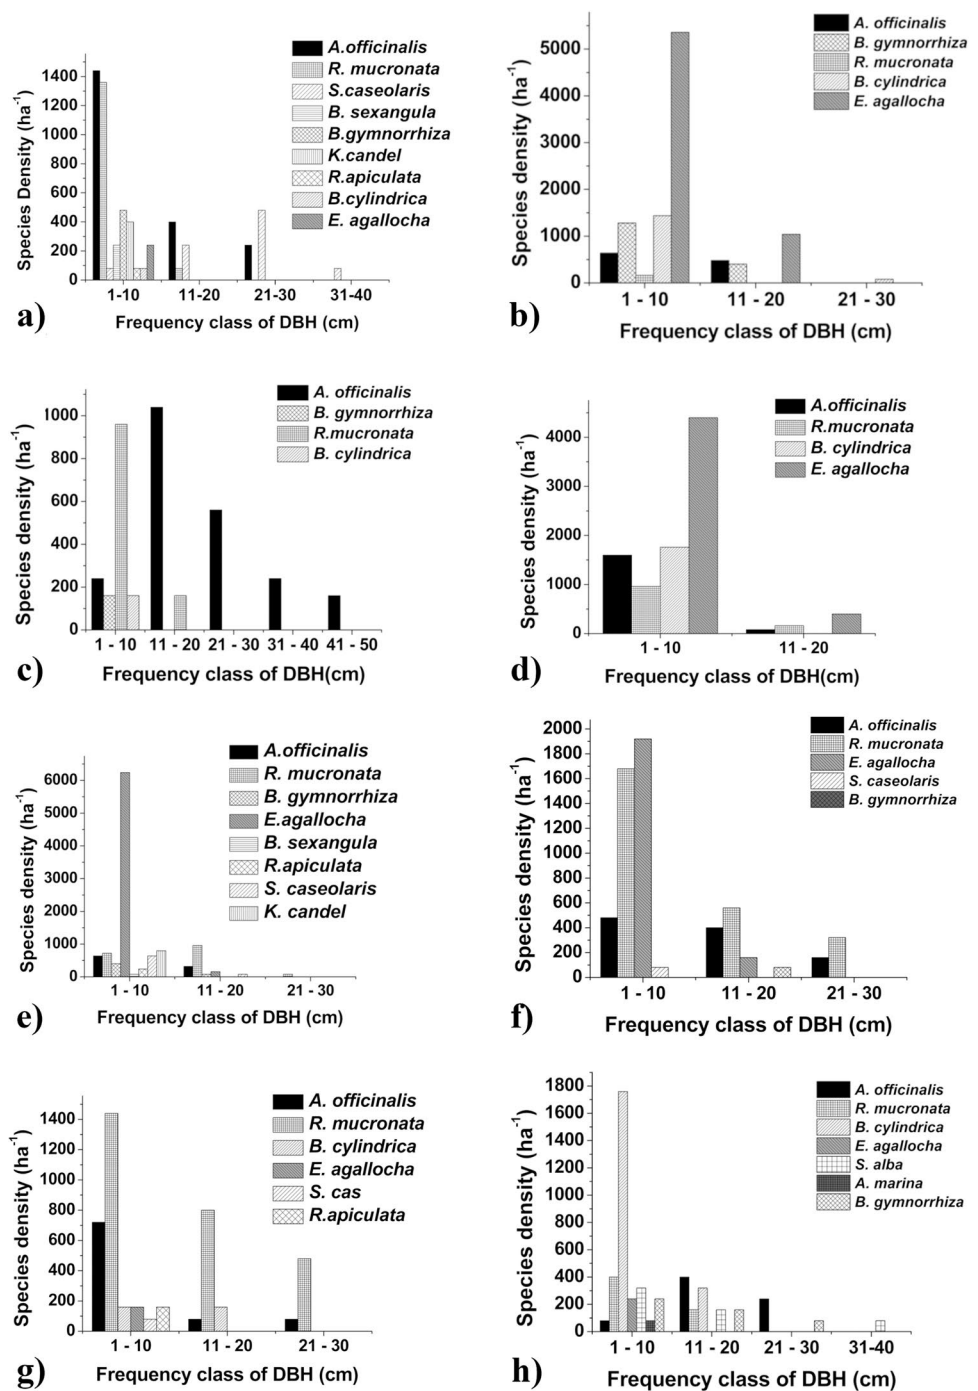 A.officinalis
R. mucronata
S.caseolaris
B. sexangula
B.gymnorrhiza
K.candel
R.apiculata
B.cylindrica
E. agallocha
Species Density (ha-1)
1400
1200
1000
800
600
400
200
0
1-10 11-20 21-30 31-40
Frequency class of DBH (cm)
a)
A. officinalis
B. gymnorrhiza
R. mucronata
B. cylindrica
E. agallocha
Species density (ha-1)
5000
4000
3000
2000
1000
0
1 - 10 11 - 20 21 - 30
Frequency class of DBH (cm)
b)
A. officinalis
B. gymnorrhiza
R.mucronata
B. cylindrica
Species density (ha-1)
1000
800
600
400
200
0
1 - 10 11 - 20 21 - 30 31 - 40 41 - 50
Frequency class of DBH(cm)
c)
A.officinalis
R.mucronata
B. cylindrica
E. agallocha
Species density (ha-1)
4000
3000
2000
1000
0
1 - 10 11 - 20
Frequency class of DBH(cm)
d)
A.officinalis
R. mucronata
B. gymnorrhiza
E.agallocha
B. sexangula
R.apiculata
S. caseolaris
K. candel
Species density (ha-1)
6000
5000
4000
3000
2000
1000
0
1 - 10 11 - 20 21 - 30
Frequency class of DBH (cm)
e)
A. officinalis
R. mucronata
E. agallocha
S. caseolaris
B. gymnorrhiza
Species density (ha-1)
2000
1800
1600
1400
1200
1000
800
600
400
200
0
1 - 10 11 - 20 21 - 30
Frequency class of DBH (cm)
f)
A. officinalis
R. mucronata
B. cylindrica
E. agallocha
S. cas
R.apiculata
Species density (ha-1)
1400
1200
1000
800
600
400
200
0
1 - 10 11 - 20 21 - 30
Frequency class of DBH (cm)
g)
A. officinalis
R. mucronata
B. cylindrica
E. agallocha
S. alba
A. marina
B. gymnorrhiza
Species density (ha-1)
1800
1600
1400
1200
1000
800
600
400
200
0
1 - 10 11 - 20 21 - 30 31-40
Frequency class of DBH (cm)
h)